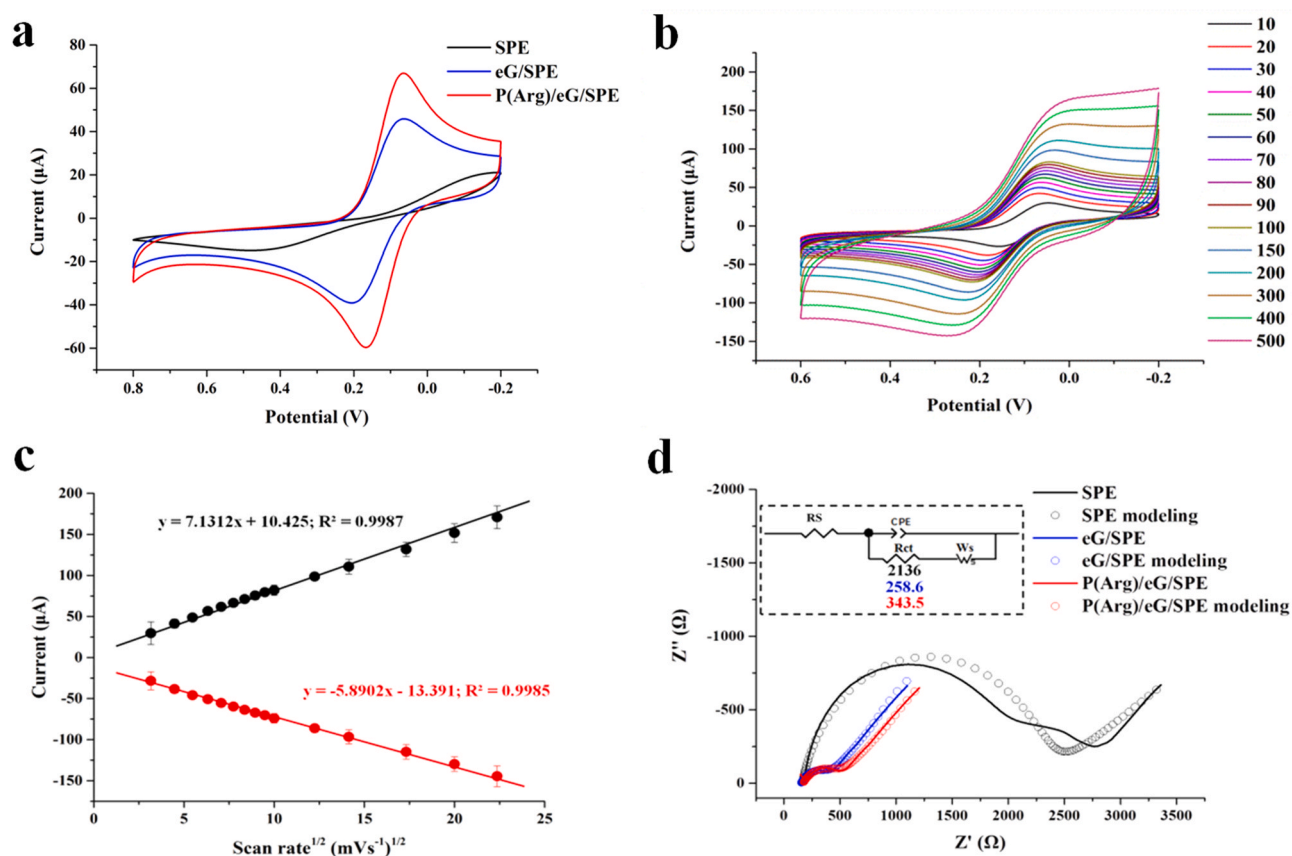 a
SPE
eG/SPE
P(Arg)/eG/SPE
80
60
40
20
0
-20
-40
-60
Current (μA)
0.8 0.6 0.4 0.2 0.0 -0.2
Potential (V)
b
10
20
30
40
50
60
70
80
90
100
150
200
300
400
500
200
150
100
50
0
-50
-100
-150
Current (μA)
0.6 0.4 0.2 0.0 -0.2
Potential (V)
c
200
150
100
50
0
-50
-100
-150
Current (μA)
y = 7.1312x + 10.425; R² = 0.9987
y = -5.8902x - 13.391; R² = 0.9985
0 5 10 15 20 25
Scan rate^1/2 (mVs⁻¹)^1/2
d
SPE
SPE modeling
eG/SPE
eG/SPE modeling
P(Arg)/eG/SPE
P(Arg)/eG/SPE modeling
RS
CPE
Rct
Ws
2136
258.6
343.5
-2000
-1500
-1000
-500
0
Z'' (Ω)
0 500 1000 1500 2000 2500 3000 3500
Z' (Ω)